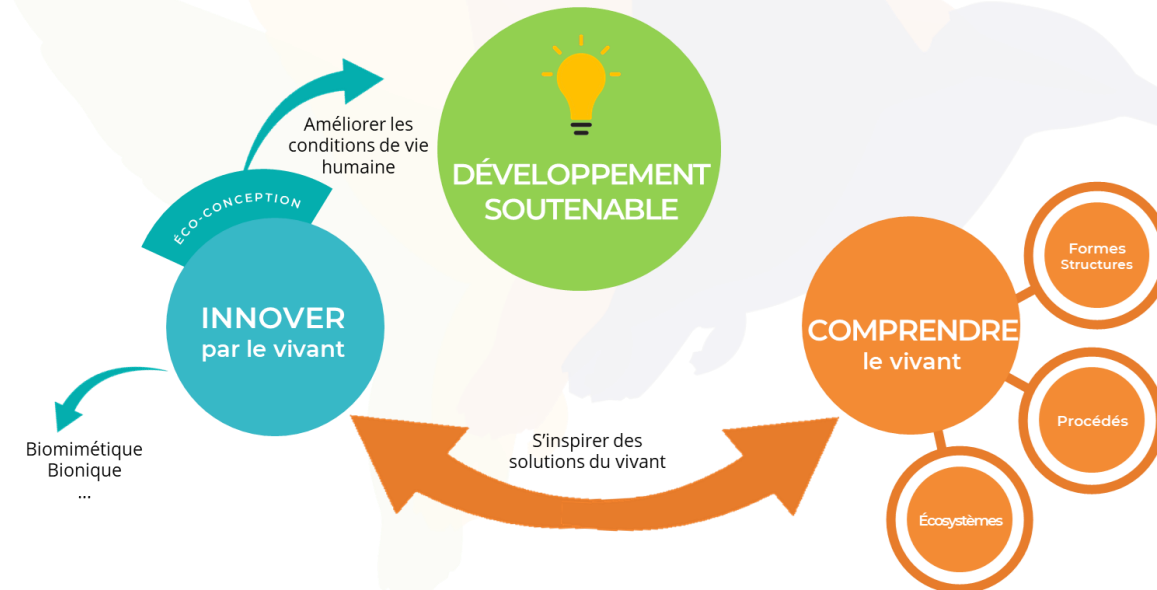 Améliorer les
conditions de vie
humaine
DÉVELOPPEMENT
SOUTENABLE
ÉCO-CONCEPTION
INNOVER
par le vivant
Biomimétique
Bionique
...
S’inspirer des
solutions du vivant
COMPRENDRE
le vivant
Formes
Structures
Procédés
Écosystèmes